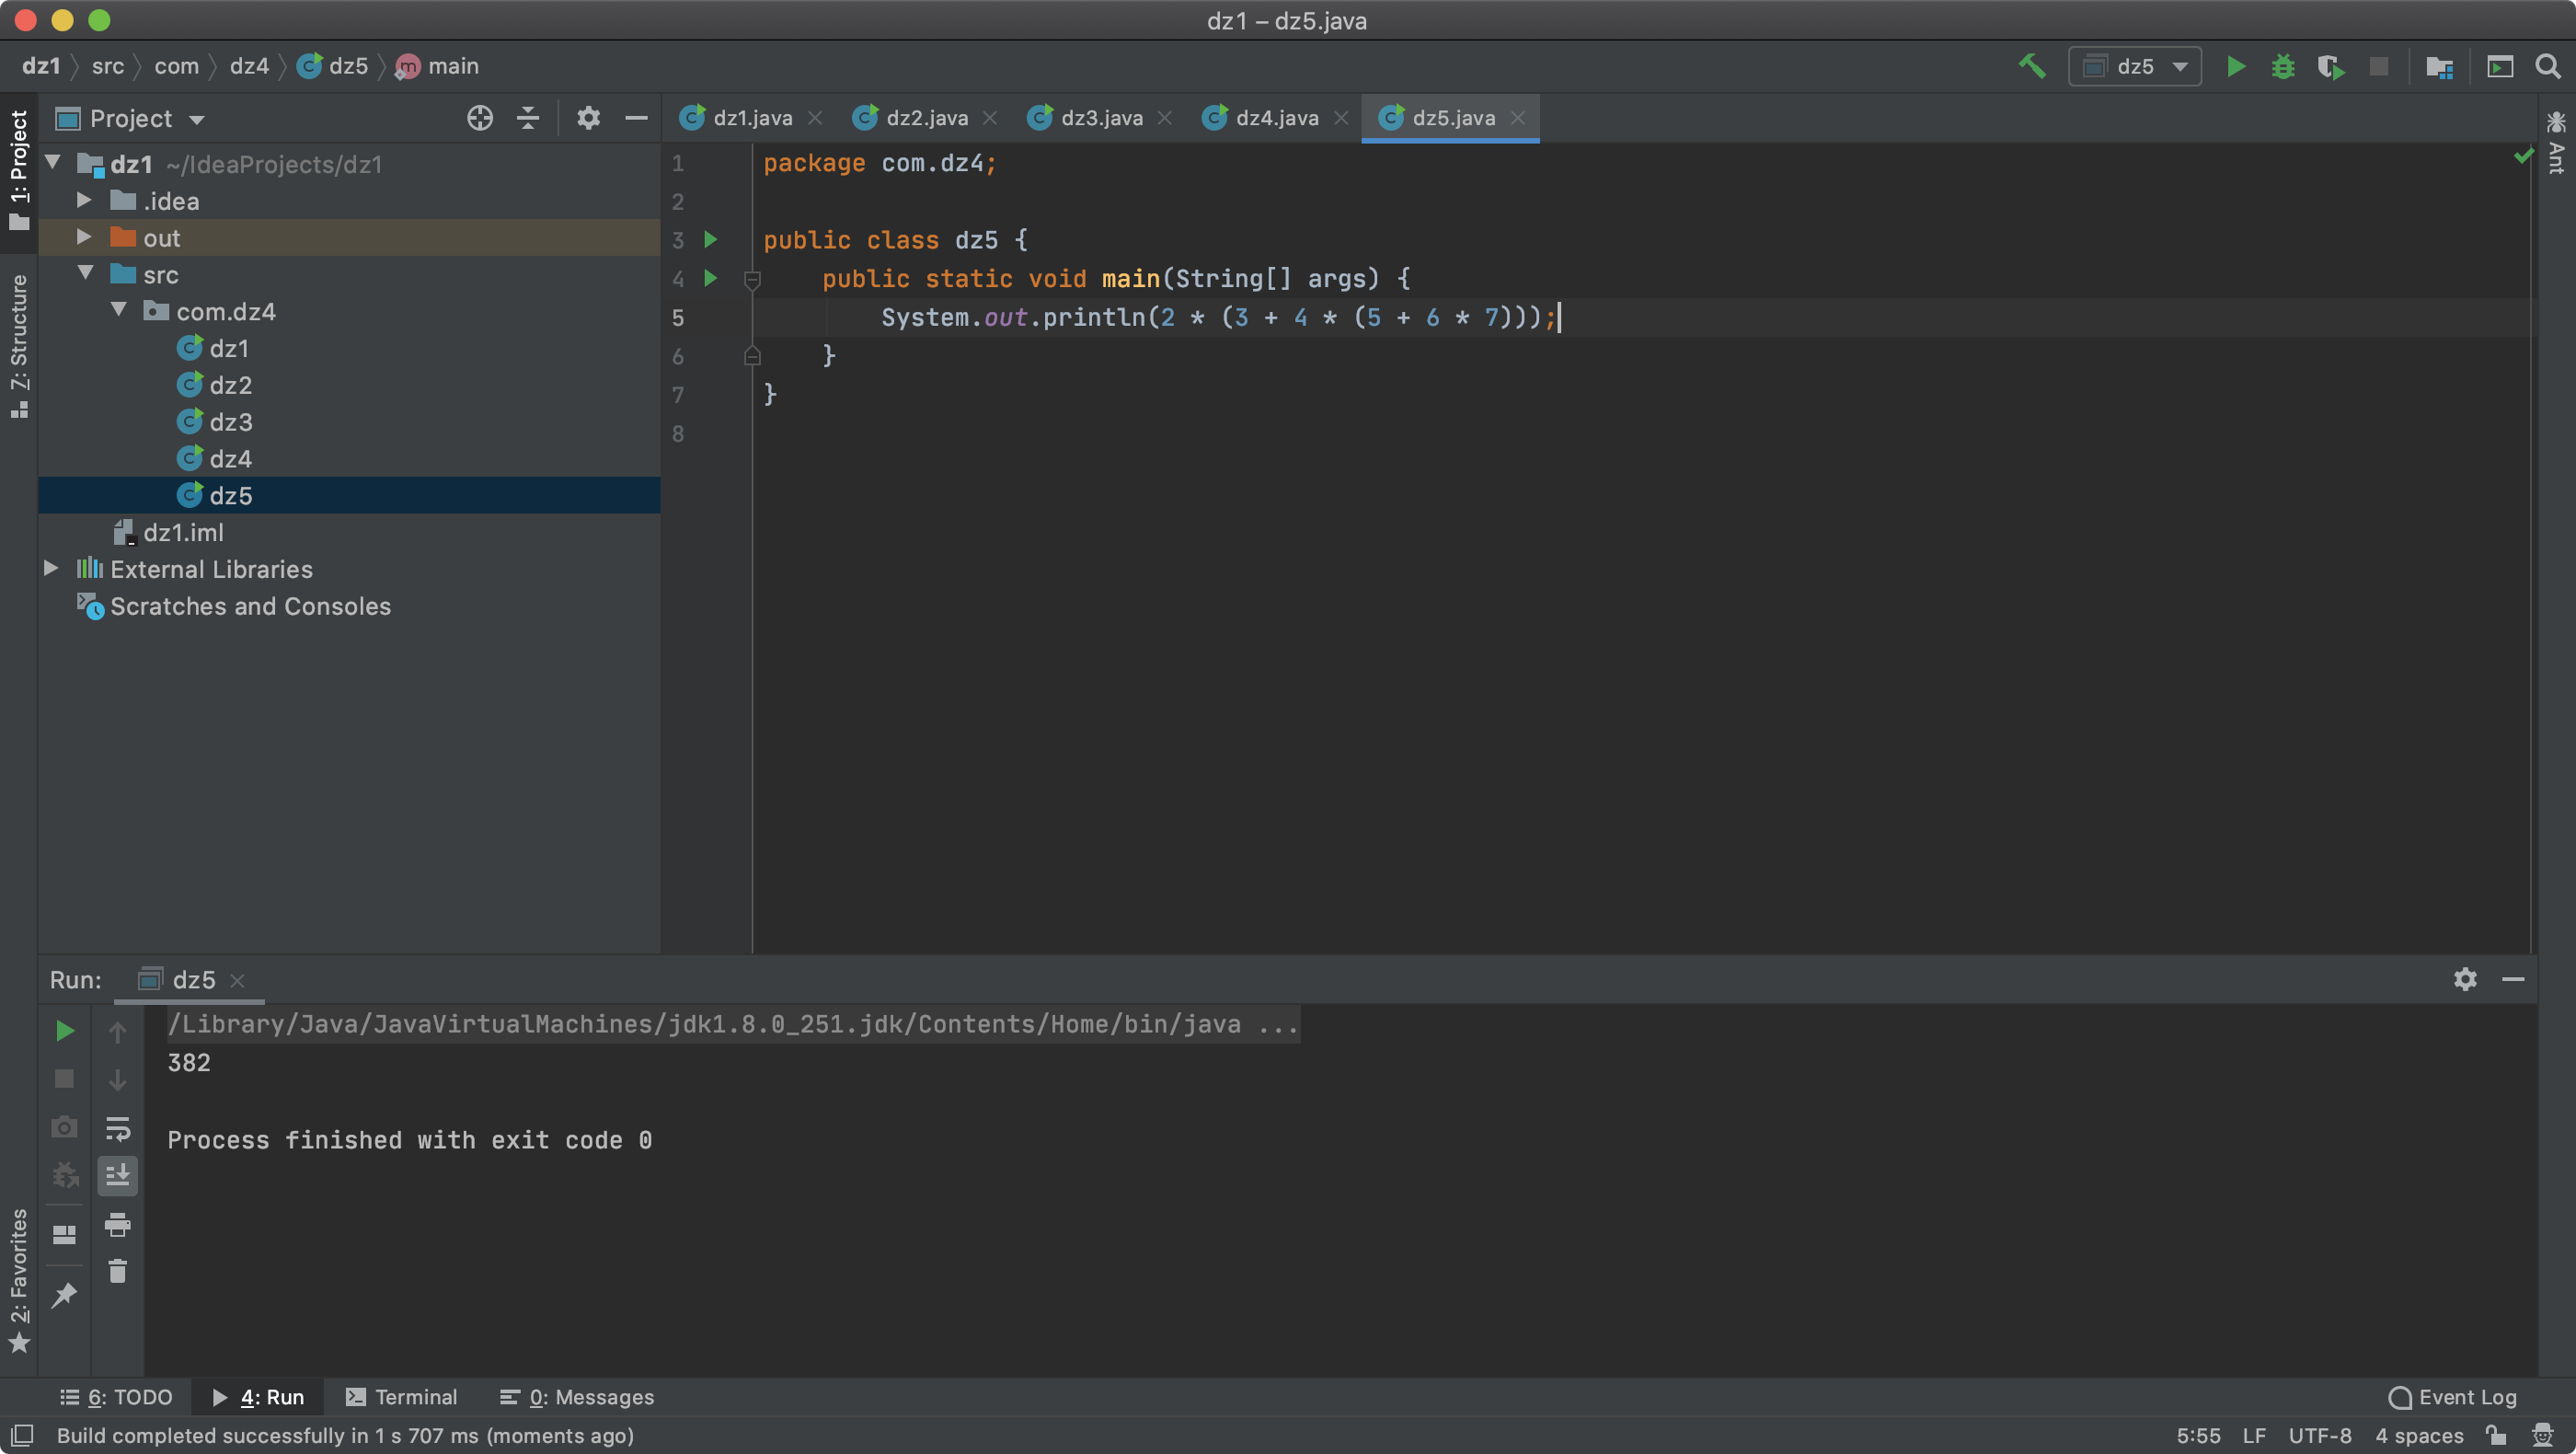 dz1 – dz5.java
dz1 src com dz4 dz5 main
dz5
1: Project
Project
dz1 ~/IdeaProjects/dz1
.idea
out
src
com.dz4
dz1
dz2
dz3
dz4
dz5
dz1.iml
External Libraries
Scratches and Consoles
7: Structure
2: Favorites
dz1.java dz2.java dz3.java dz4.java dz5.java
1 package com.dz4;
2
3 public class dz5 {
4 public static void main(String[] args) {
5 System.out.println(2 * (3 + 4 * (5 + 6 * 7)));
6 }
7 }
8
Ant
Run: dz5
/Library/Java/JavaVirtualMachines/jdk1.8.0_251.jdk/Contents/Home/bin/java ...
382
Process finished with exit code 0
6: TODO 4: Run Terminal 0: Messages Event Log
Build completed successfully in 1 s 707 ms (moments ago) 5:55 LF UTF-8 4 spaces